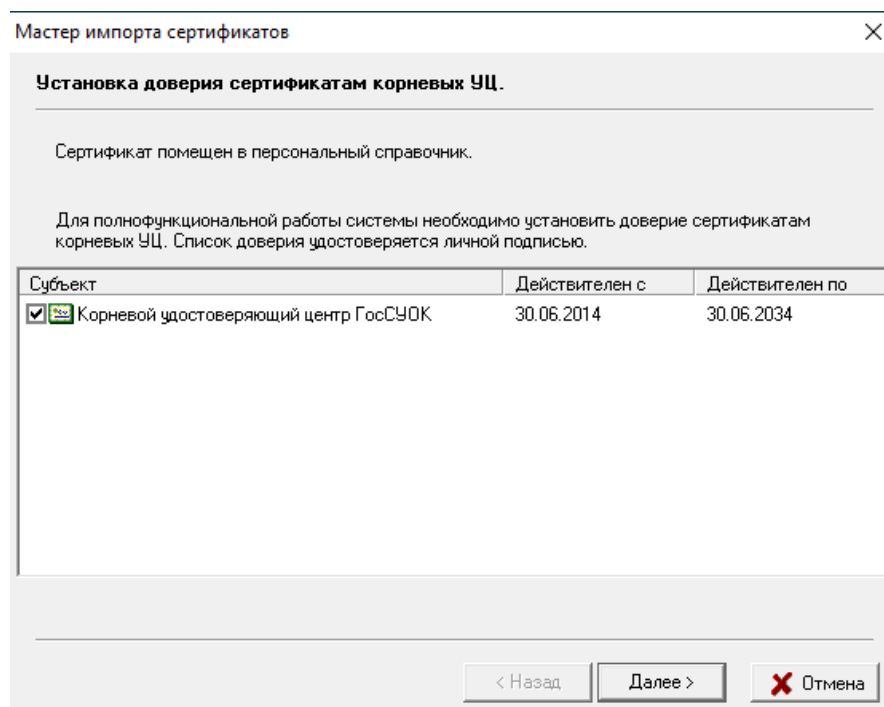 Мастер импорта сертификатов
Установка доверия сертификатам корневых УЦ.
Сертификат помещен в персональный справочник.
Для полнофункциональной работы системы необходимо установить доверие сертификатам
корневых УЦ. Список доверия удостоверяется личной подписью.
Субъект Действителен с Действителен по
Корневой удостоверяющий центр ГосСУОК 30.06.2014 30.06.2034
< Назад Далее > Отмена